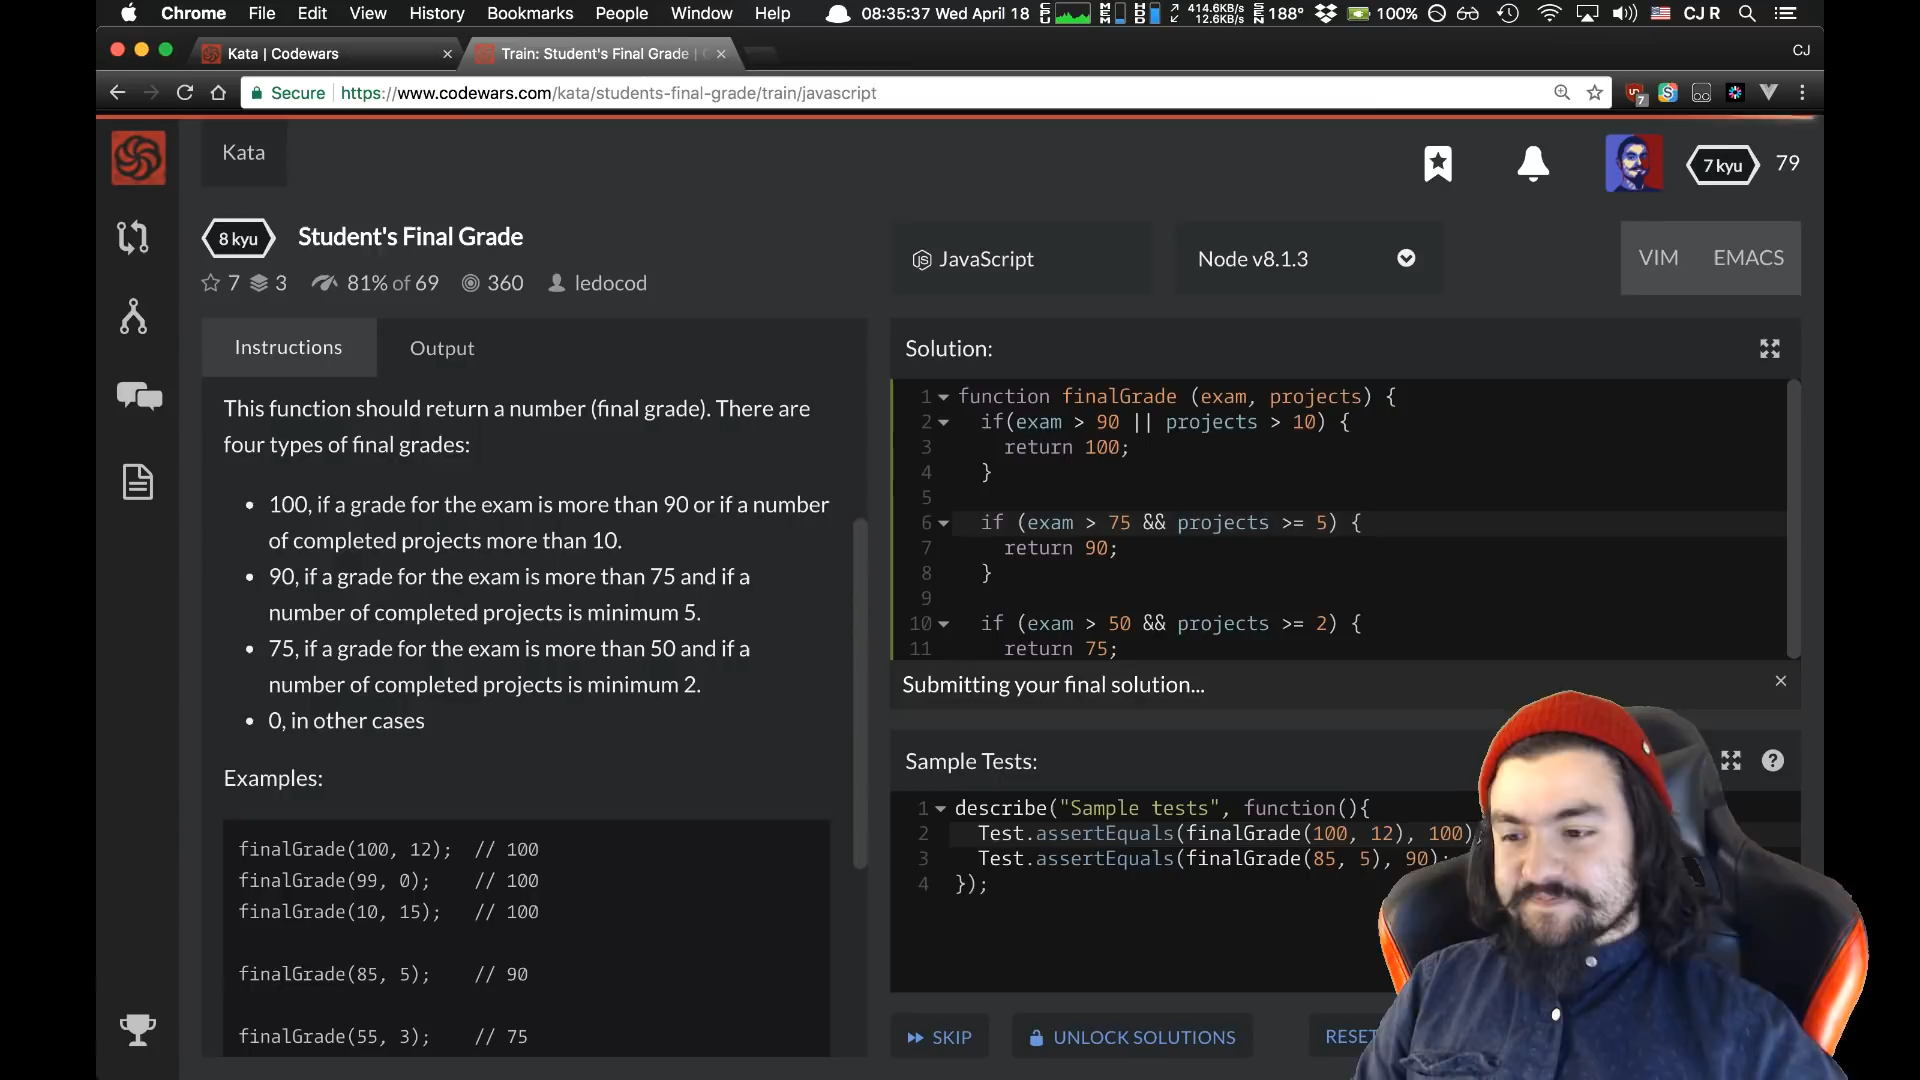 Chrome File Edit View History Bookmarks People Window Help 08:35:37 Wed April 18 414.6KB/s 12.6KB/s 188° 100% CJ R
Kata | Codewars × Train: Student's Final Grade | × CJ
Secure https://www.codewars.com/kata/students-final-grade/train/javascript 7
Kata
7 kyu 79
8 kyu Student's Final Grade
7 3 81% of 69 360 ledocod
JavaScript Node v8.1.3 VIM EMACS
Instructions Output
This function should return a number (final grade). There are
four types of final grades:
• 100, if a grade for the exam is more than 90 or if a number
of completed projects more than 10.
• 90, if a grade for the exam is more than 75 and if a
number of completed projects is minimum 5.
• 75, if a grade for the exam is more than 50 and if a
number of completed projects is minimum 2.
• 0, in other cases
Examples:
finalGrade(100, 12); // 100
finalGrade(99, 0); // 100
finalGrade(10, 15); // 100
finalGrade(85, 5); // 90
finalGrade(55, 3); // 75
Solution:
1 function finalGrade (exam, projects) {
2 if(exam > 90 || projects > 10) {
3 return 100;
4 }
5
6 if (exam > 75 && projects >= 5) {
7 return 90;
8 }
9
10 if (exam > 50 && projects >= 2) {
11 return 75;
Submitting your final solution... ×
Sample Tests: ?
1 describe("Sample tests", function(){
2 Test.assertEquals(finalGrade(100, 12), 100);
3 Test.assertEquals(finalGrade(85, 5), 90);
4 });
SKIP UNLOCK SOLUTIONS RESET